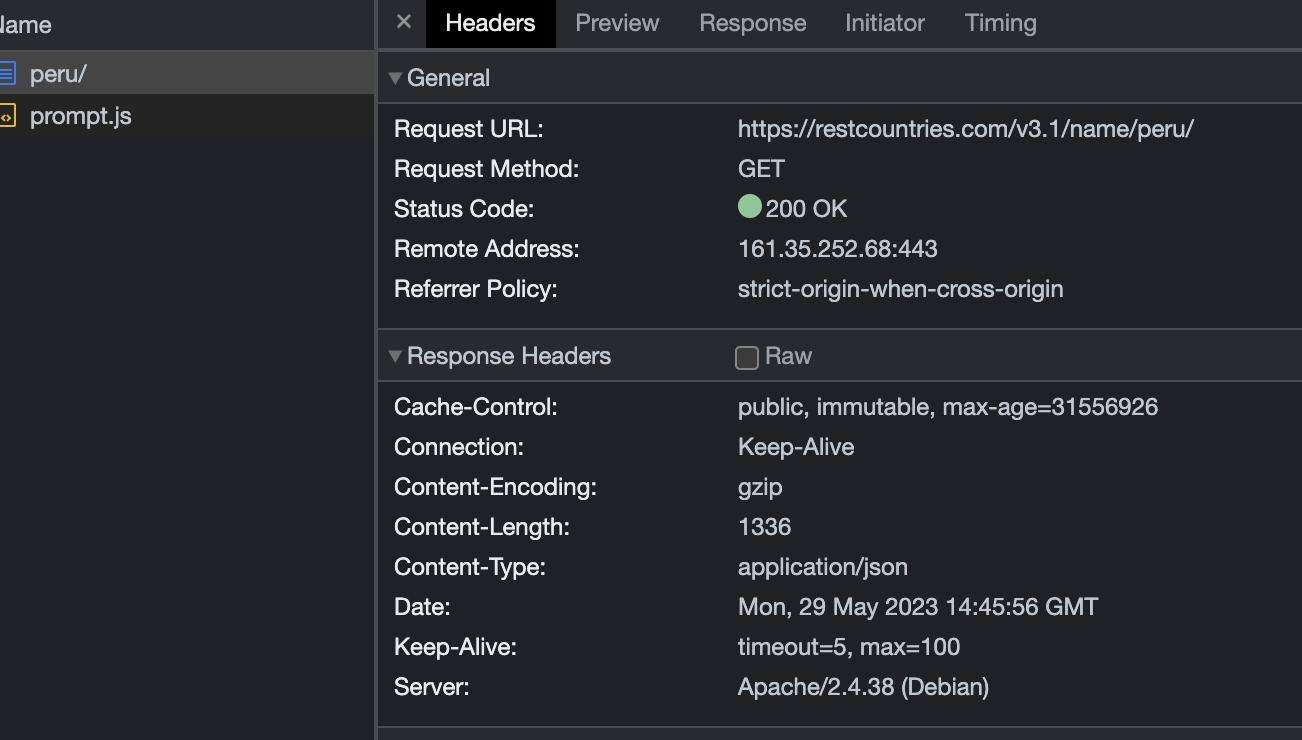 Name
× Headers Preview Response Initiator Timing
peru/
prompt.js
General
Request URL: https://restcountries.com/v3.1/name/peru/
Request Method: GET
Status Code: 200 OK
Remote Address: 161.35.252.68:443
Referrer Policy: strict-origin-when-cross-origin
Response Headers Raw
Cache-Control: public, immutable, max-age=31556926
Connection: Keep-Alive
Content-Encoding: gzip
Content-Length: 1336
Content-Type: application/json
Date: Mon, 29 May 2023 14:45:56 GMT
Keep-Alive: timeout=5, max=100
Server: Apache/2.4.38 (Debian)